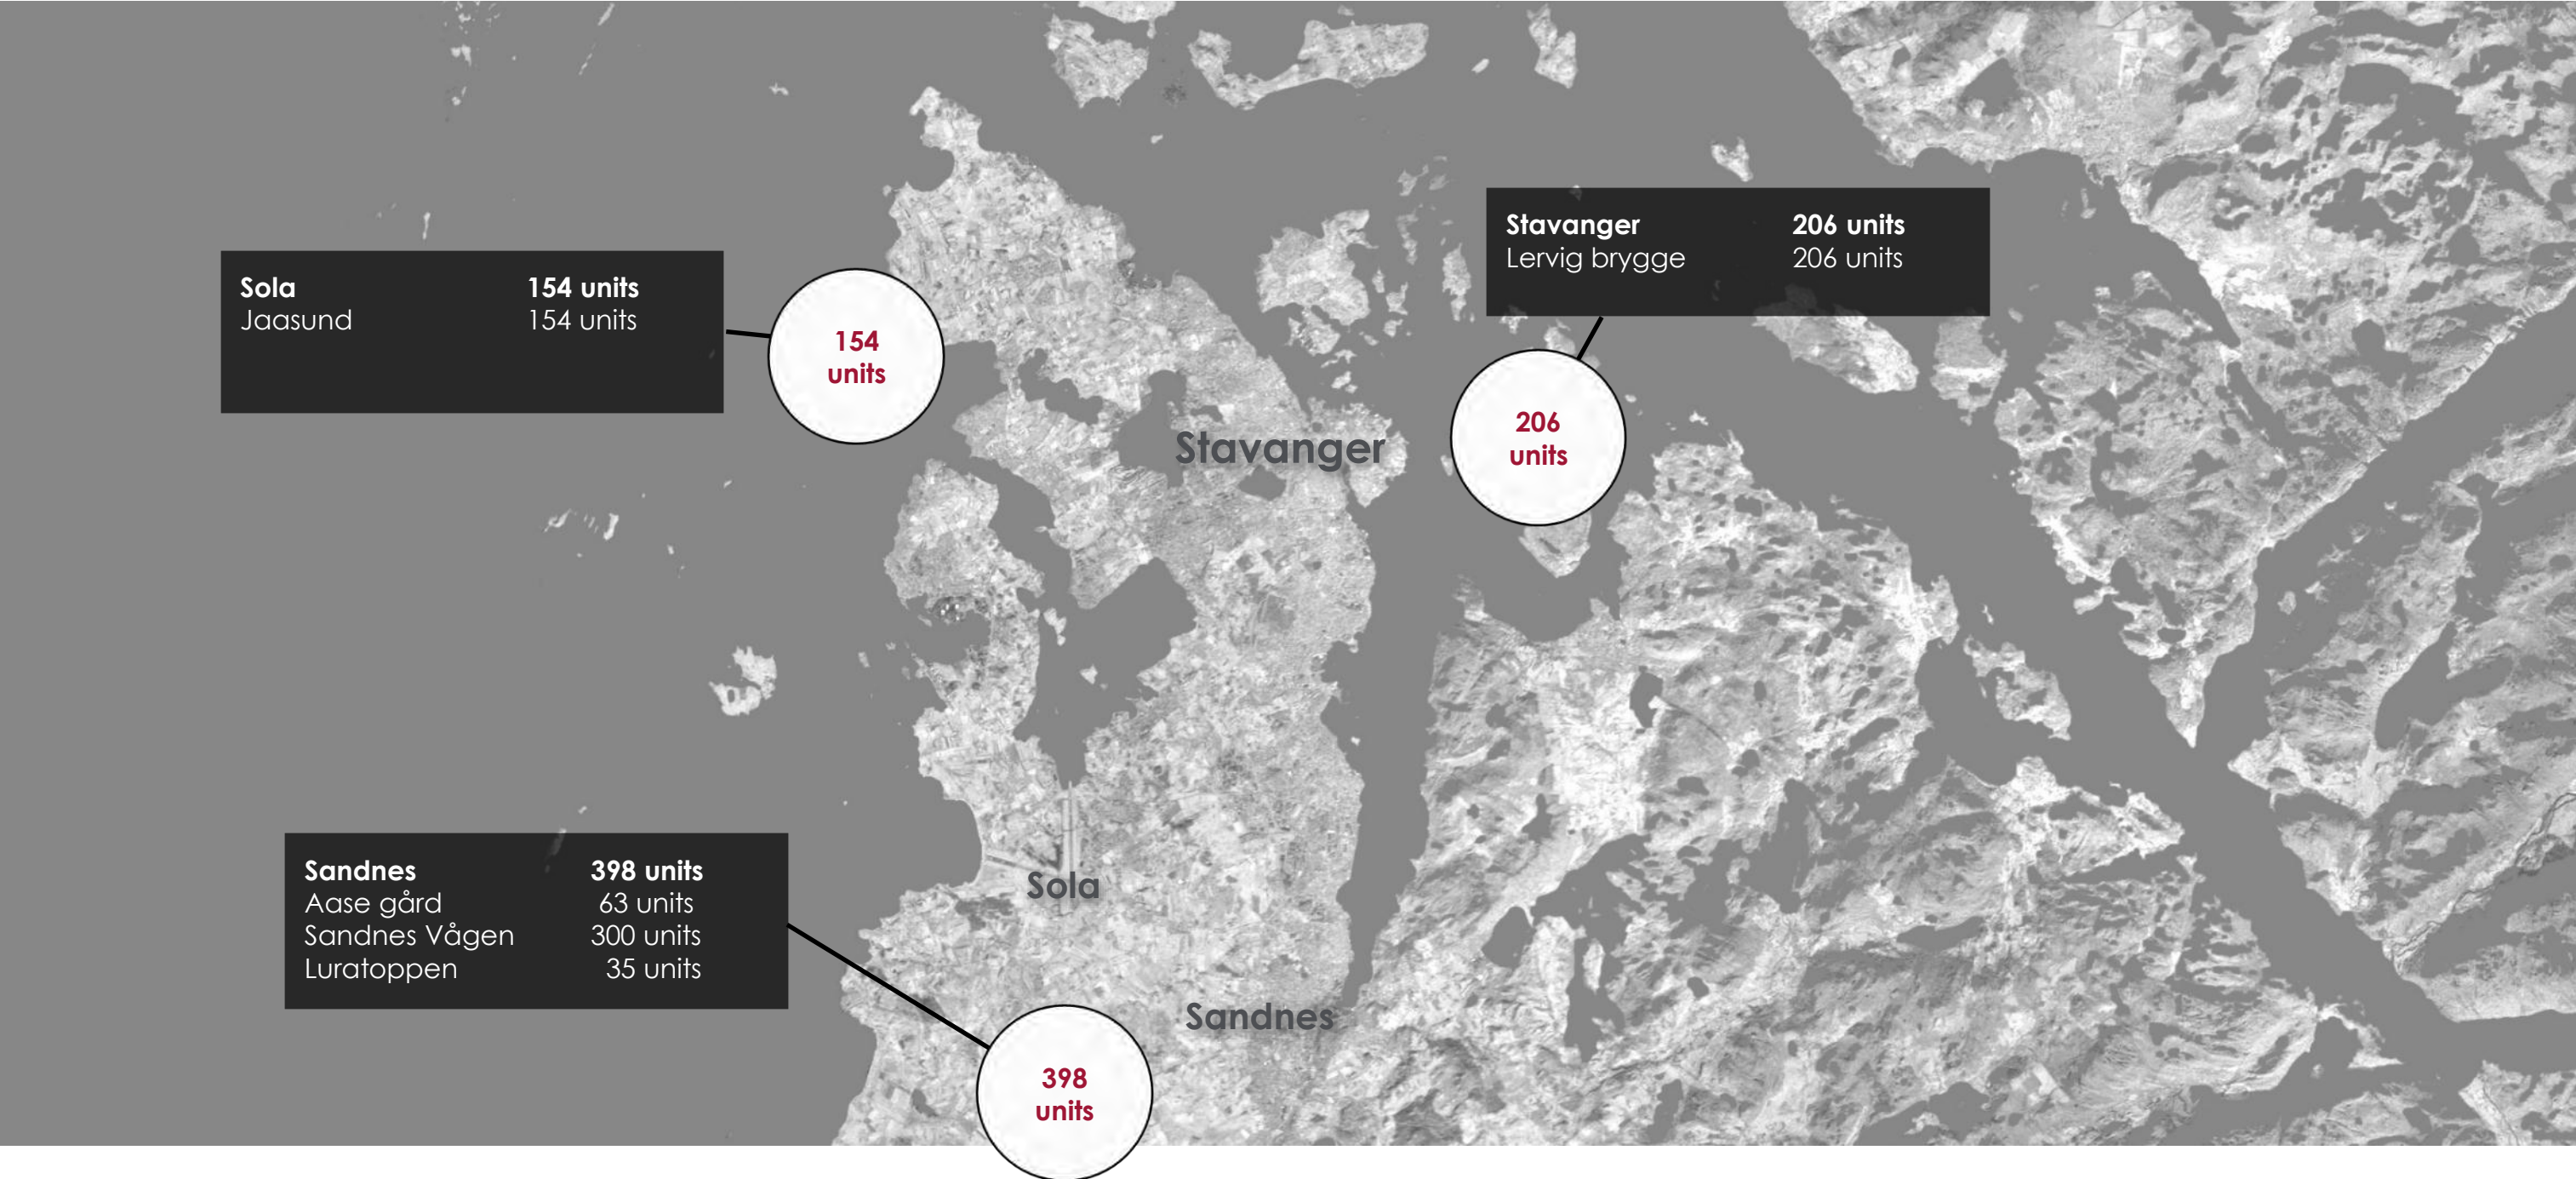 Stavanger 206 units
Lervig brygge 206 units
Sola 154 units
Jaasund 154 units
154
units
206
units
Stavanger
Sandnes 398 units
Aase gård 63 units
Sandnes Vågen 300 units
Luratoppen 35 units
Sola
Sandnes
398
units